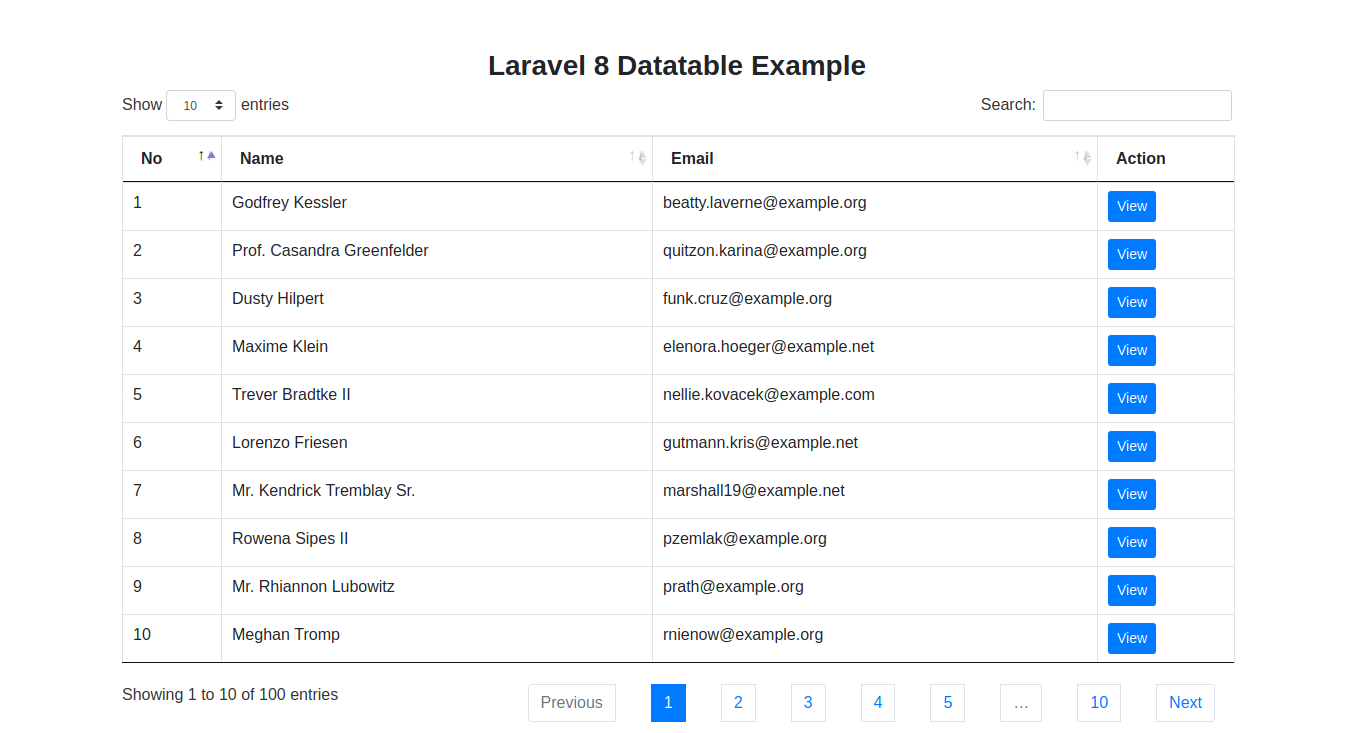 Laravel 8 Datatable Example
Show 10 entries Search:
No Name Email Action
1 Godfrey Kessler beatty.laverne@example.org View
2 Prof. Casandra Greenfelder quitzon.karina@example.org View
3 Dusty Hilpert funk.cruz@example.org View
4 Maxime Klein elenora.hoeger@example.net View
5 Trever Bradtke II nellie.kovacek@example.com View
6 Lorenzo Friesen gutmann.kris@example.net View
7 Mr. Kendrick Tremblay Sr. marshall19@example.net View
8 Rowena Sipes II pzemlak@example.org View
9 Mr. Rhiannon Lubowitz prath@example.org View
10 Meghan Tromp rnienow@example.org View
Showing 1 to 10 of 100 entries Previous 1 2 3 4 5 … 10 Next